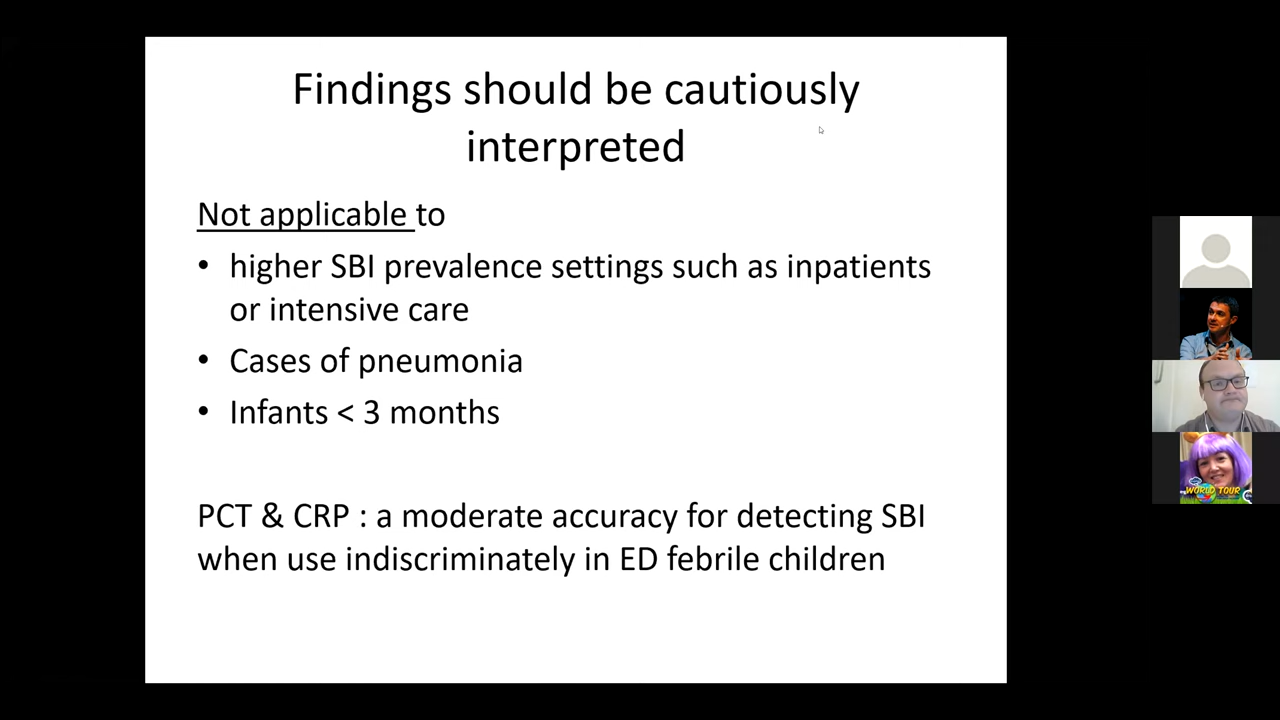 Findings should be cautiously
interpreted
Not applicable to
• higher SBI prevalence settings such as inpatients
or intensive care
• Cases of pneumonia
• Infants < 3 months
PCT & CRP : a moderate accuracy for detecting SBI
when use indiscriminately in ED febrile children
WORLD TOUR